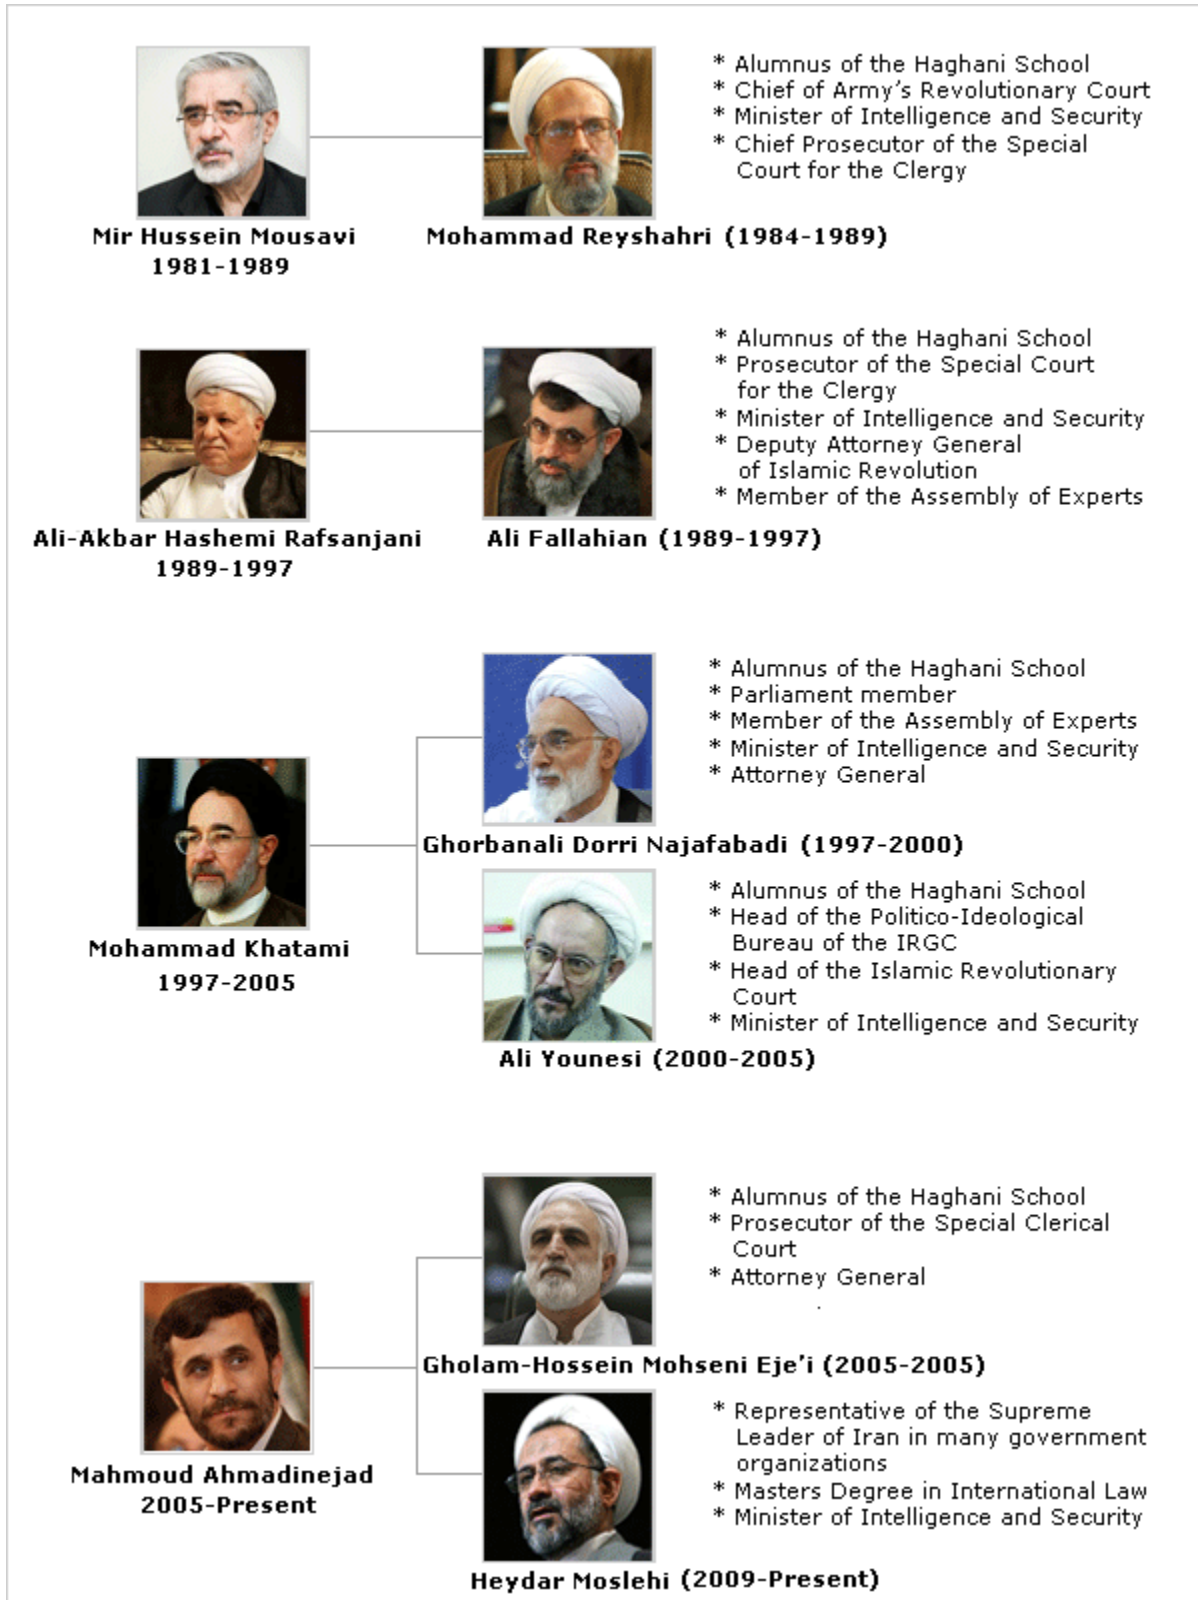 Mir Hussein Mousavi
1981-1989
Mohammad Reyshahri (1984-1989)
* Alumnus of the Haghani School
* Chief of Army's Revolutionary Court
* Minister of Intelligence and Security
* Chief Prosecutor of the Special
Court for the Clergy
Ali-Akbar Hashemi Rafsanjani
1989-1997
Ali Fallahian (1989-1997)
* Alumnus of the Haghani School
* Prosecutor of the Special Court
for the Clergy
* Minister of Intelligence and Security
* Deputy Attorney General
of Islamic Revolution
* Member of the Assembly of Experts
Mohammad Khatami
1997-2005
Ghorbanali Dorri Najafabadi (1997-2000)
* Alumnus of the Haghani School
* Parliament member
* Member of the Assembly of Experts
* Minister of Intelligence and Security
* Attorney General
Ali Younesi (2000-2005)
* Alumnus of the Haghani School
* Head of the Politico-Ideological
Bureau of the IRGC
* Head of the Islamic Revolutionary
Court
* Minister of Intelligence and Security
Mahmoud Ahmadinejad
2005-Present
Gholam-Hossein Mohseni Eje'i (2005-2005)
* Alumnus of the Haghani School
* Prosecutor of the Special Clerical
Court
* Attorney General
.
Heydar Moslehi (2009-Present)
* Representative of the Supreme
Leader of Iran in many government
organizations
* Masters Degree in International Law
* Minister of Intelligence and Security